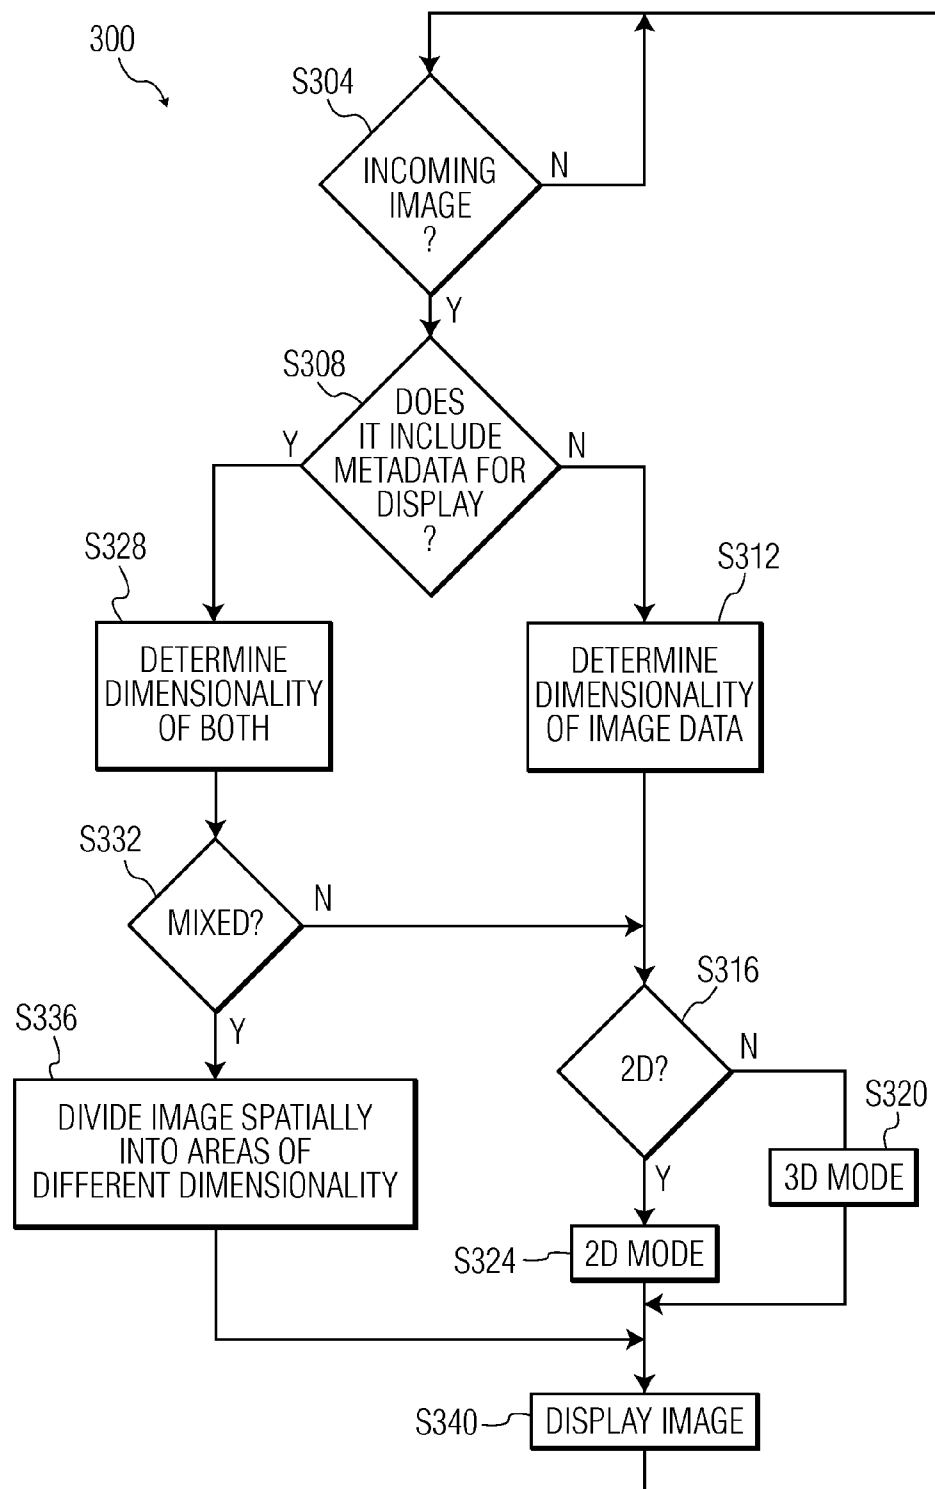 300
S304
INCOMING
IMAGE
?
N
Y
S308
DOES
IT INCLUDE
METADATA FOR
DISPLAY
?
Y
N
S328
DETERMINE
DIMENSIONALITY
OF BOTH
S312
DETERMINE
DIMENSIONALITY
OF IMAGE DATA
S332
MIXED?
N
Y
S316
2D?
N
Y
S336
DIVIDE IMAGE SPATIALLY
INTO AREAS OF
DIFFERENT DIMENSIONALITY
S320
3D MODE
S324
2D MODE
S340
DISPLAY IMAGE